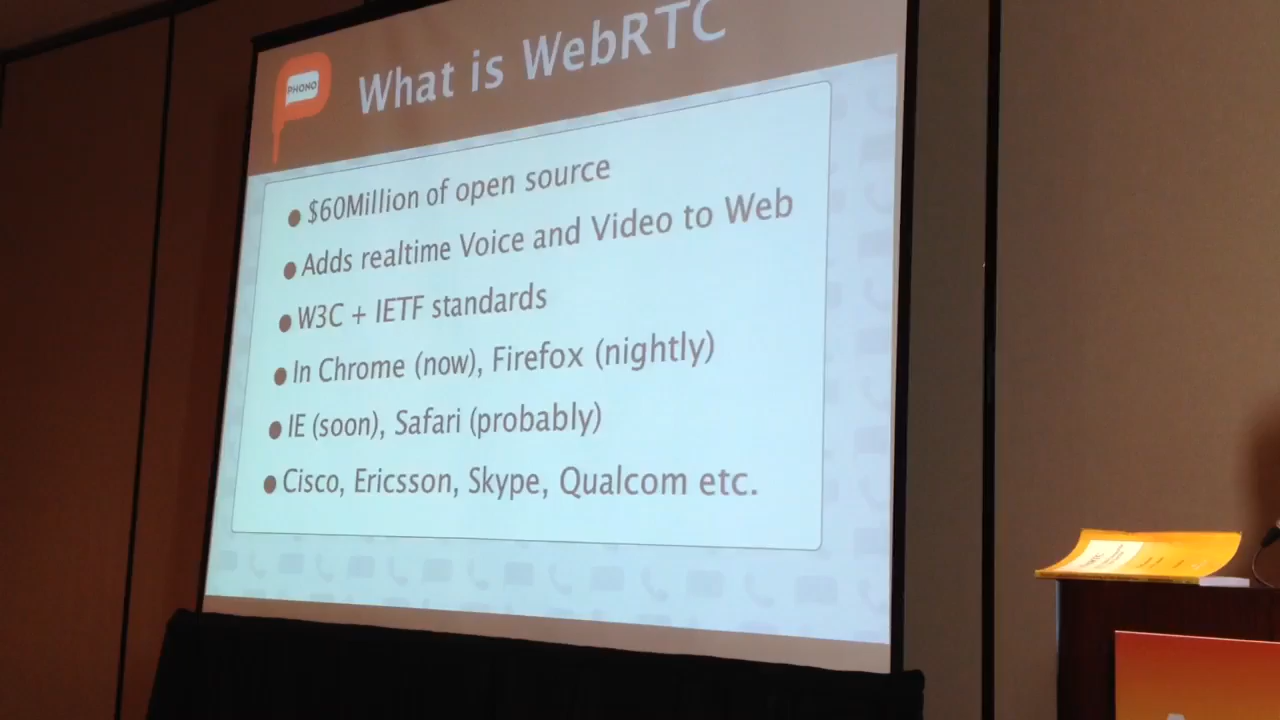 PHONO
What is WebRTC
$60Million of open source
Adds realtime Voice and Video to Web
W3C + IETF standards
In Chrome (now), Firefox (nightly)
IE (soon), Safari (probably)
Cisco, Ericsson, Skype, Qualcom etc.